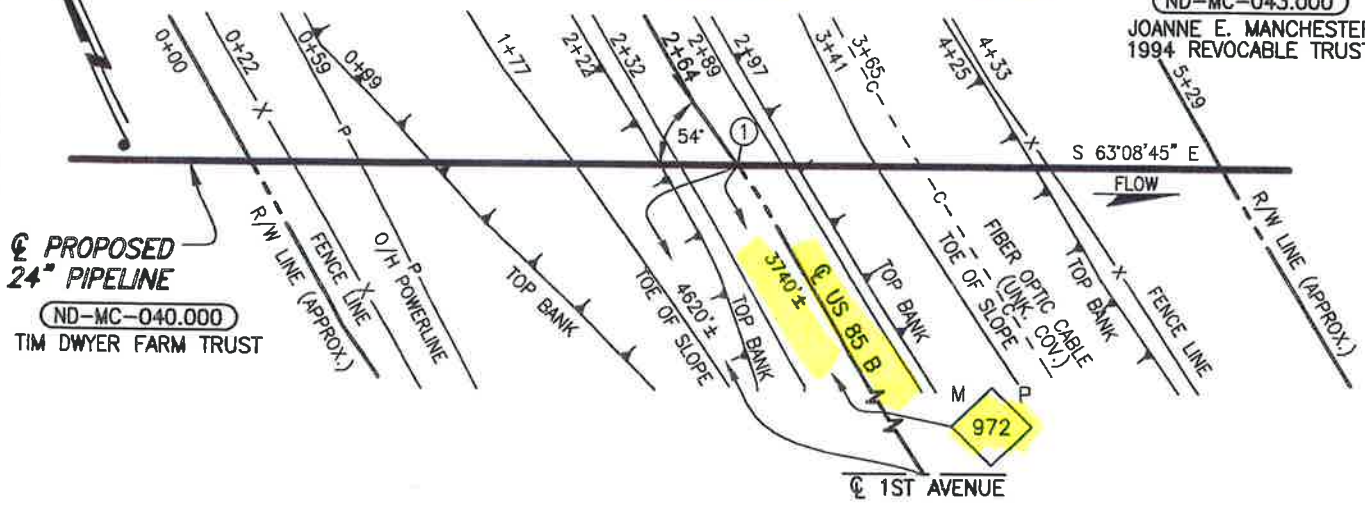 ND-MC-043.000
JOANNE E. MANCHESTER
1994 REVOCABLE TRUST
N
0+00
0+22
0+59
0+99
1+77
2+22
2+32
2+64
2+89
2+97
3+41
3+65
4+25
4+33
5+29
X
P
C
X
54°
1
S 63°08'45" E
FLOW
℄ PROPOSED
24" PIPELINE
ND-MC-040.000
TIM DWYER FARM TRUST
R/W LINE (APPROX.)
FENCE LINE
X
O/H POWERLINE
P
TOP BANK
TOE OF SLOPE
4620'±
TOP BANK
3740'±
℄ US 85 B
TOP BANK
TOE OF SLOPE
C
C
FIBER OPTIC CABLE
(UNK. COV.)
TOP BANK
X
FENCE LINE
R/W LINE (APPROX.)
M P
972
℄ 1ST AVENUE